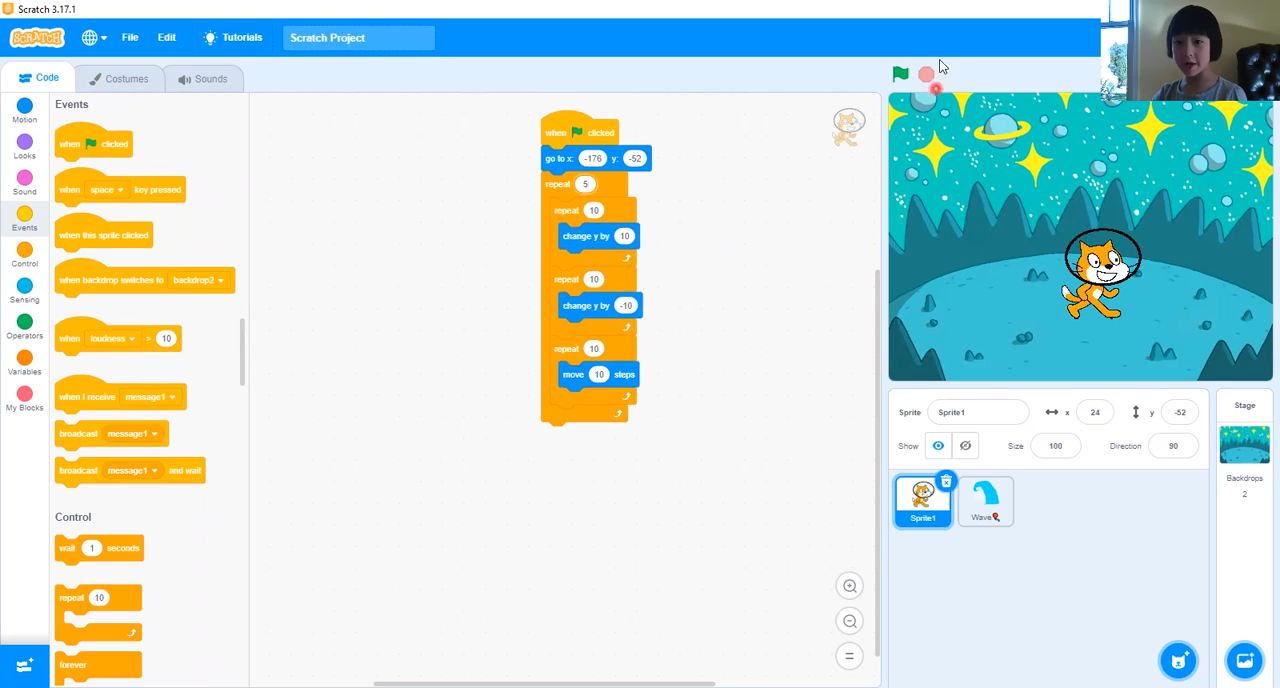 Scratch 3.17.1
SCRATCH File Edit Tutorials Scratch Project
Code Costumes Sounds
Motion
Looks
Sound
Events
Control
Sensing
Operators
Variables
My Blocks
Events
when clicked
when space key pressed
when this sprite clicked
when backdrop switches to backdrop2
when loudness > 10
when I receive message1
broadcast message1
broadcast message1 and wait
Control
wait 1 seconds
repeat 10
forever
when clicked
go to x: -176 y: -52
repeat 5
repeat 10
change y by 10
repeat 10
change y by -10
repeat 10
move 10 steps
Sprite Sprite1 x 24 y -52
Show Size 100 Direction 90
Sprite1
Wave
Stage
Backdrops
2